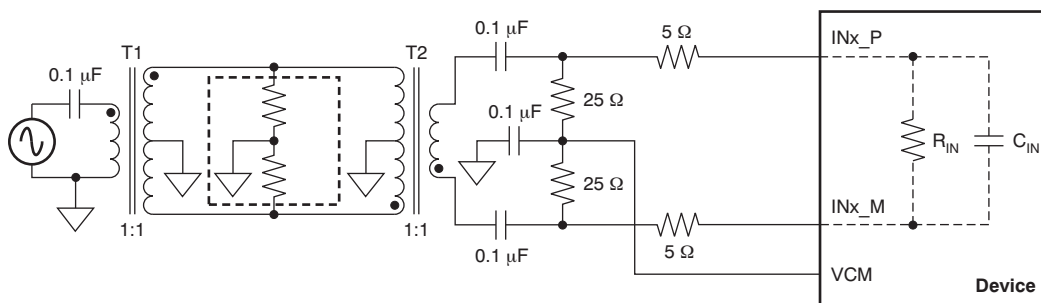 0.1 μF
T1
T2
0.1 μF
5 Ω
INx_P
25 Ω
0.1 μF
R_IN
C_IN
25 Ω
INx_M
1:1
1:1
0.1 μF
5 Ω
VCM
Device